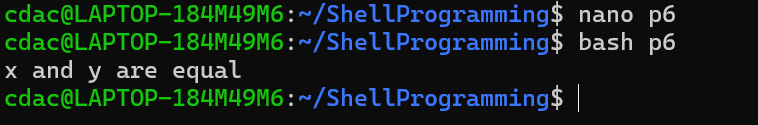 cdac@LAPTOP-184M49M6:~/ShellProgramming$ nano p6
cdac@LAPTOP-184M49M6:~/ShellProgramming$ bash p6
x and y are equal
cdac@LAPTOP-184M49M6:~/ShellProgramming$